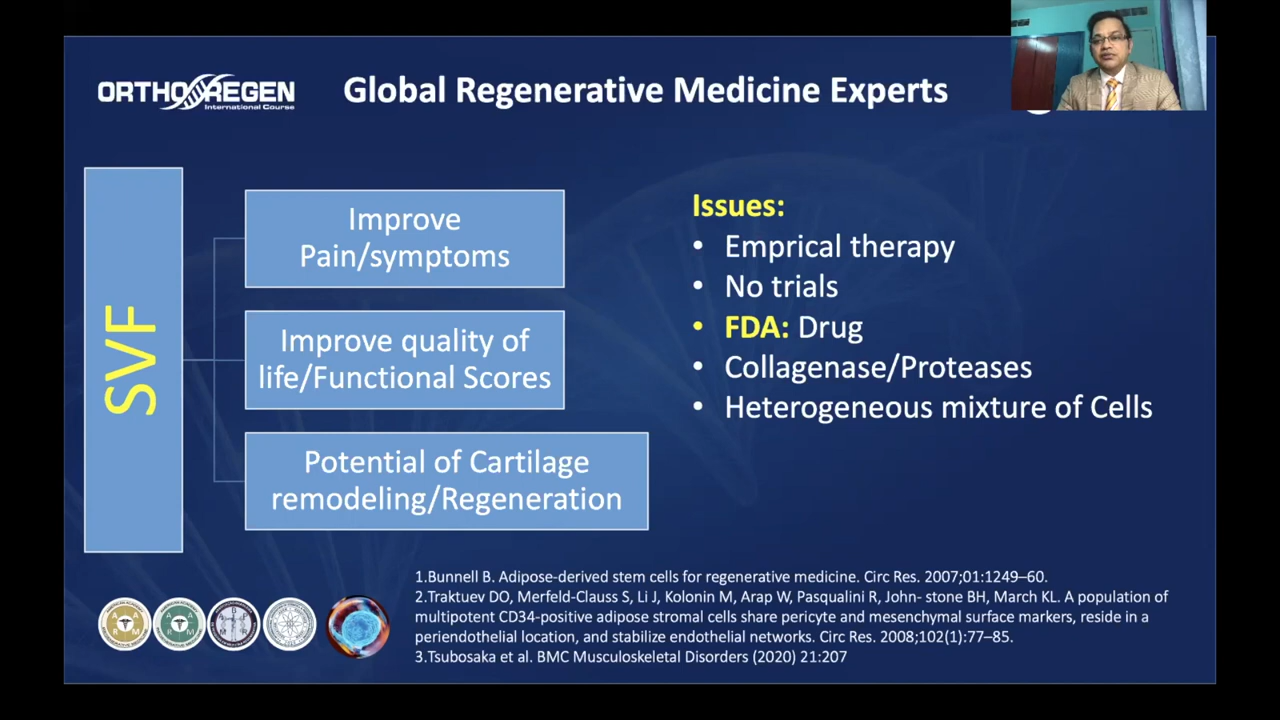 ORTHO REGEN
International Course
Global Regenerative Medicine Experts
SVF
Improve
Pain/symptoms
Improve quality of
life/Functional Scores
Potential of Cartilage
remodeling/Regeneration
Issues:
• Emprical therapy
• No trials
• FDA: Drug
• Collagenase/Proteases
• Heterogeneous mixture of Cells
1.Bunnell B. Adipose-derived stem cells for regenerative medicine. Circ Res. 2007;01:1249–60.
2.Traktuev DO, Merfeld-Clauss S, Li J, Kolonin M, Arap W, Pasqualini R, John- stone BH, March KL. A population of
multipotent CD34-positive adipose stromal cells share pericyte and mesenchymal surface markers, reside in a
periendothelial location, and stabilize endothelial networks. Circ Res. 2008;102(1):77–85.
3.Tsubosaka et al. BMC Musculoskeletal Disorders (2020) 21:207